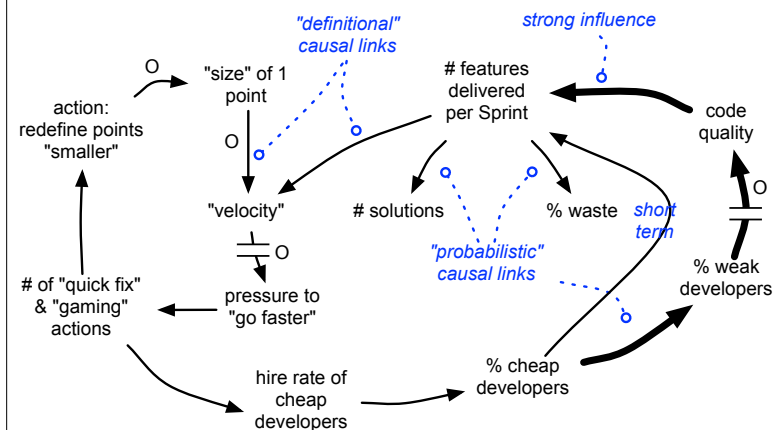 "definitional"
causal links
strong influence
O
"size" of 1
point
# features
delivered
per Sprint
action:
redefine points
"smaller"
code
quality
O
O
"velocity"
# solutions
% waste
short
term
O
"probabilistic"
causal links
% weak
developers
# of "quick fix"
& "gaming"
actions
pressure to
"go faster"
% cheap
developers
hire rate of
cheap
developers